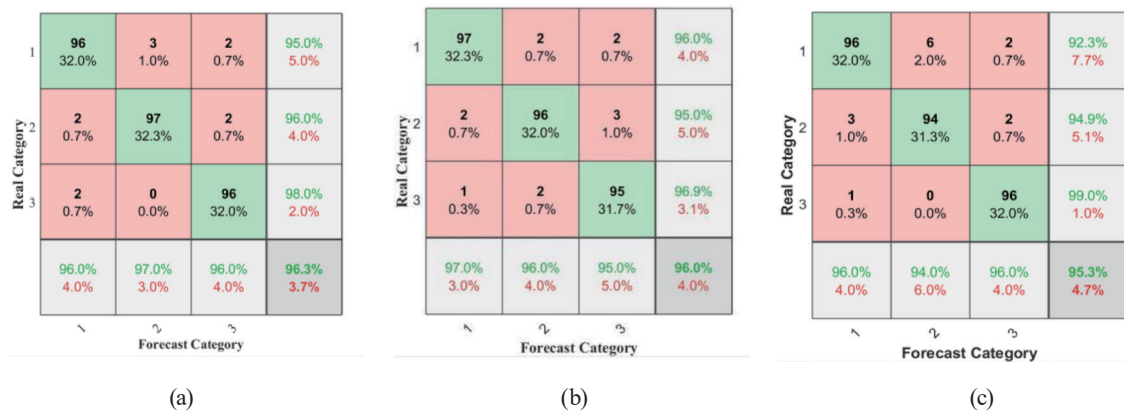 96 3 2 95.0%
32.0% 1.0% 0.7% 5.0%
1
2 97 2 96.0%
0.7% 32.3% 0.7% 4.0%
2
2 0 96 98.0%
0.7% 0.0% 32.0% 2.0%
3
96.0% 97.0% 96.0% 96.3%
4.0% 3.0% 4.0% 3.7%
1 2 3
Real Category
Forecast Category
(a)
97 2 2 96.0%
32.3% 0.7% 0.7% 4.0%
1
2 96 3 95.0%
0.7% 32.0% 1.0% 5.0%
2
1 2 95 96.9%
0.3% 0.7% 31.7% 3.1%
3
97.0% 96.0% 95.0% 96.0%
3.0% 4.0% 5.0% 4.0%
1 2 3
Real Category
Forecast Category
(b)
96 6 2 92.3%
32.0% 2.0% 0.7% 7.7%
1
3 94 2 94.9%
1.0% 31.3% 0.7% 5.1%
2
1 0 96 99.0%
0.3% 0.0% 32.0% 1.0%
3
96.0% 94.0% 96.0% 95.3%
4.0% 6.0% 4.0% 4.7%
1 2 3
Real Category
Forecast Category
(c)